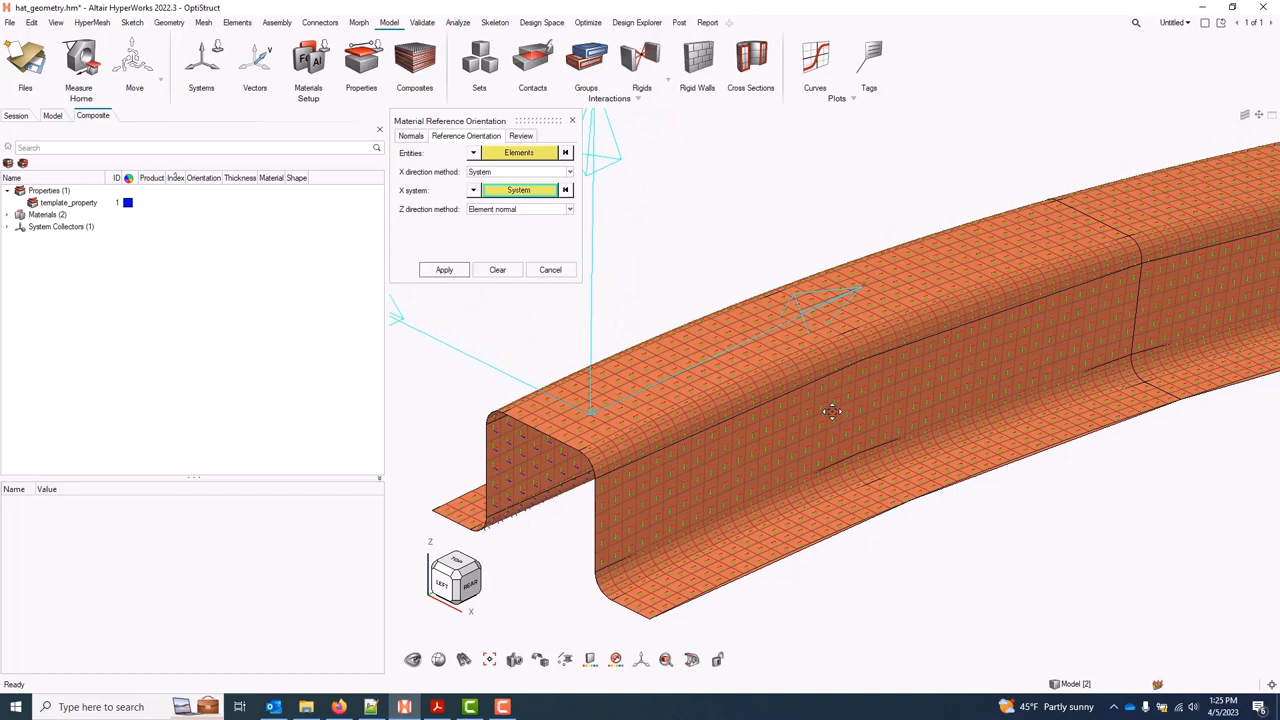 hat_geometry.hm* - Altair HyperWorks 2022.3 - OptiStruct
File Edit View HyperMesh Sketch Geometry Mesh Elements Assembly Connectors Morph Model Validate Analyze Skeleton Design Space Optimize Design Explorer Post Report Untitled 1 of 1
Files Measure Move Systems Vectors Materials Properties Composites Sets Contacts Groups Rigids Rigid Walls Cross Sections Curves Tags
Home Setup Interactions Plots
Session Model Composite
Search
Name ID Product Index Orientation Thickness Material Shape
Properties (1)
template_property 1
Materials (2)
System Collectors (1)
Name Value
Material Reference Orientation
Normals Reference Orientation Review
Entities: Elements
X direction method: System
X system: System
Z direction method: Element normal
Apply Clear Cancel
Z
TOP
LEFT REAR
X
Ready
Model [2]
Type here to search
45°F Partly sunny
1:25 PM
4/5/2023
6